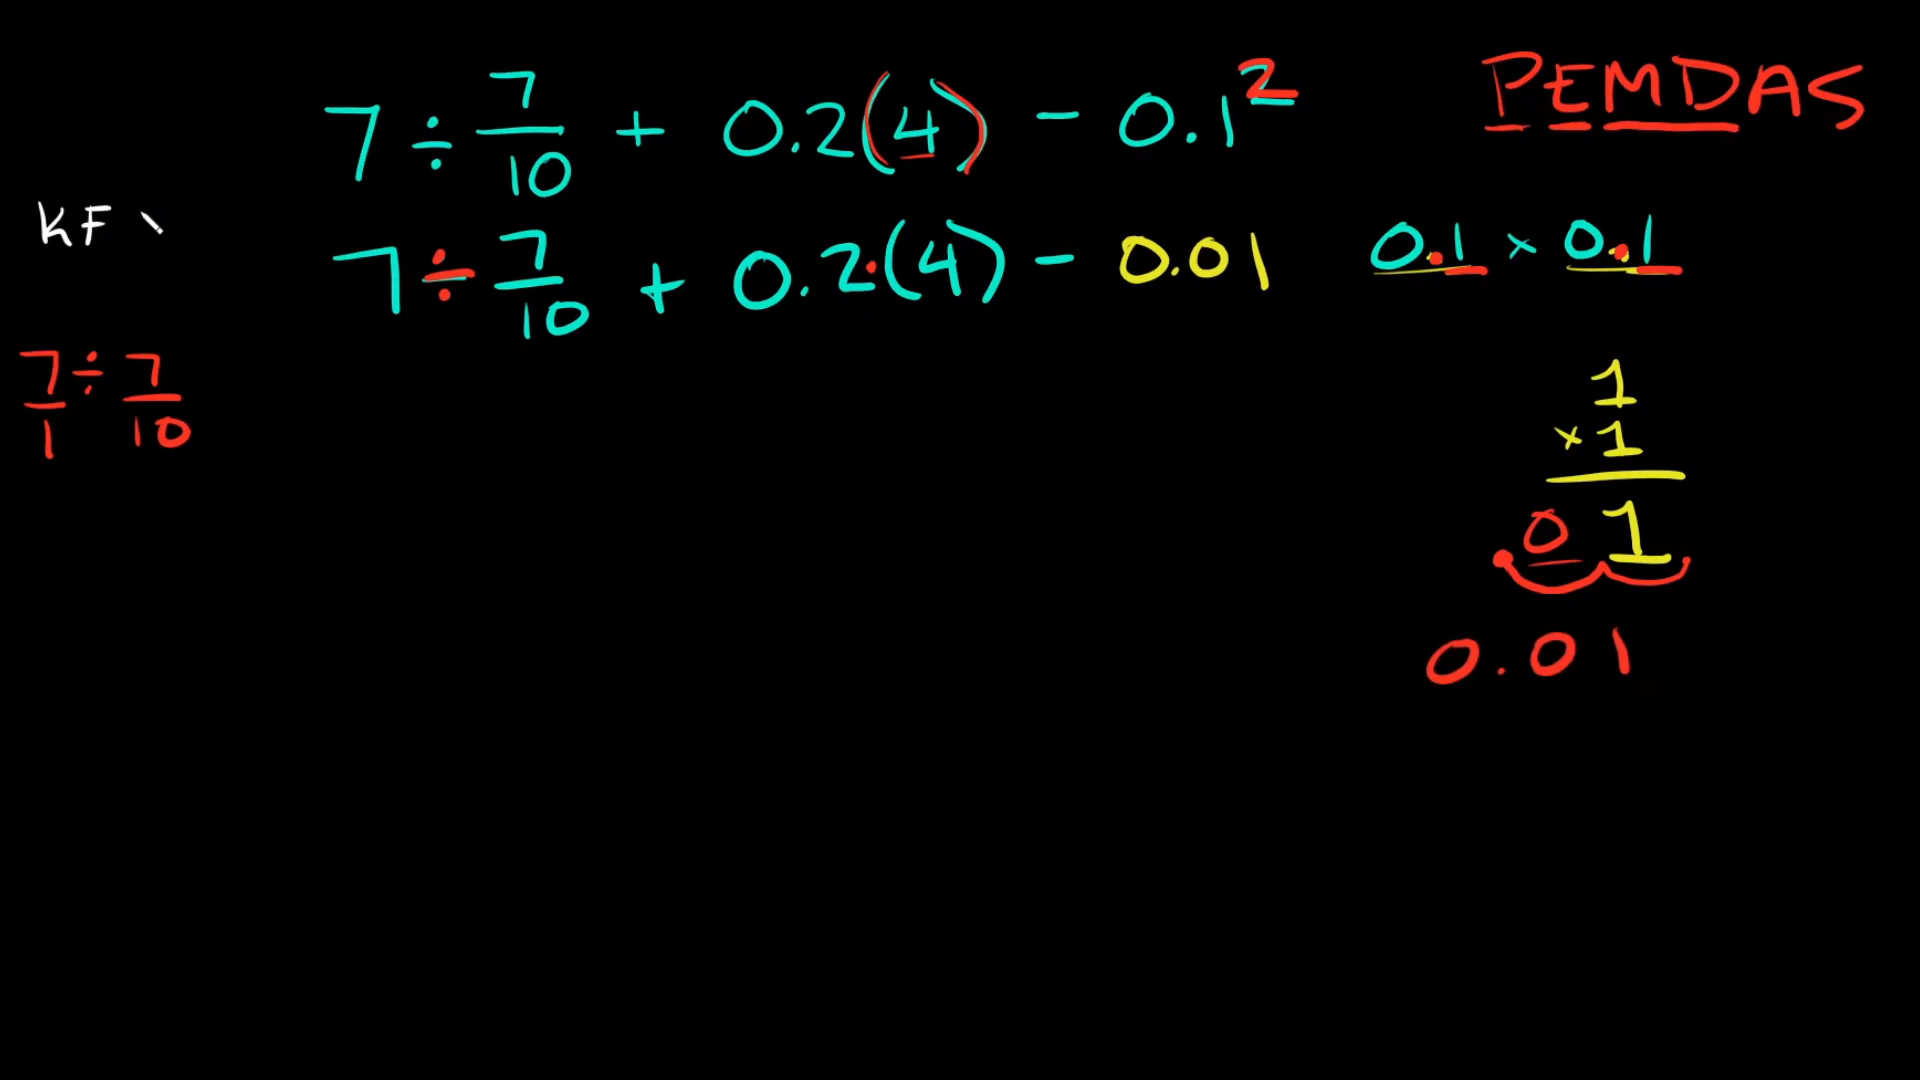 7 ÷ 7/10 + 0.2(4) - 0.1²
PEMDAS
KF
7 ÷ 7/10 + 0.2·(4) - 0.01
0.1 × 0.1
7/1 ÷ 7/10
1
×1
01
0.01